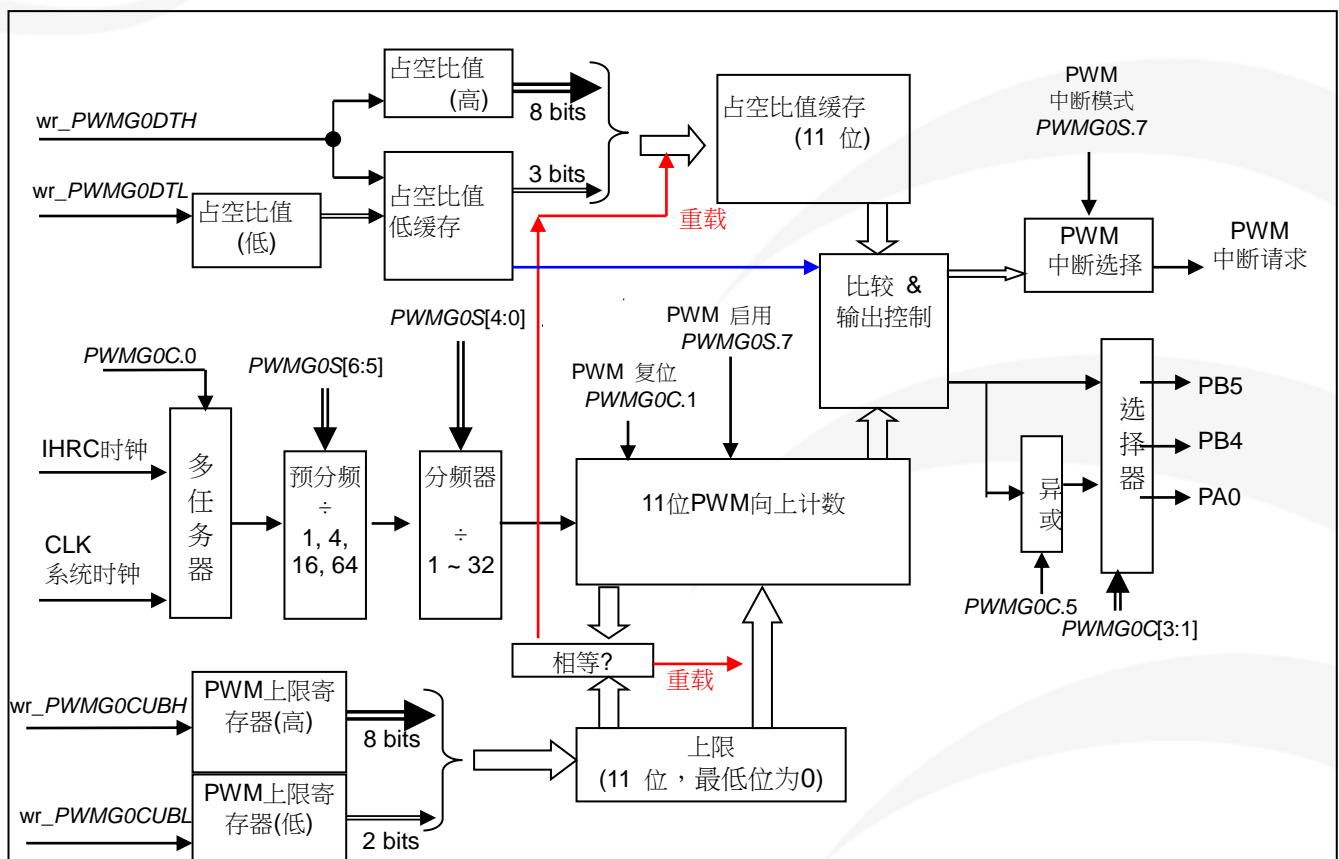 占空比值
(高)
8 bits
wr_PWMG0DTH
占空比值
低缓存
3 bits
wr_PWMG0DTL
占空比值
(低)
占空比值缓存
(11 位)
重载
PWM
中断模式
PWMG0S.7
PWM
中断选择
PWM
中断请求
比较 &
输出控制
PWMG0S[4:0]
PWM 启用
PWMG0S.7
PWM 复位
PWMG0C.1
PWMG0C.0
PWMG0S[6:5]
IHRC时钟
CLK
系统时钟
多任务器
预分频
÷
1, 4,
16, 64
分频器
÷
1 ~ 32
11位PWM向上计数
异或
选择器
PB5
PB4
PA0
PWMG0C.5
PWMG0C[3:1]
相等?
重载
wr_PWMG0CUBH
PWM上限寄
存器(高)
8 bits
上限
(11 位，最低位为0)
wr_PWMG0CUBL
PWM上限寄
存器(低)
2 bits